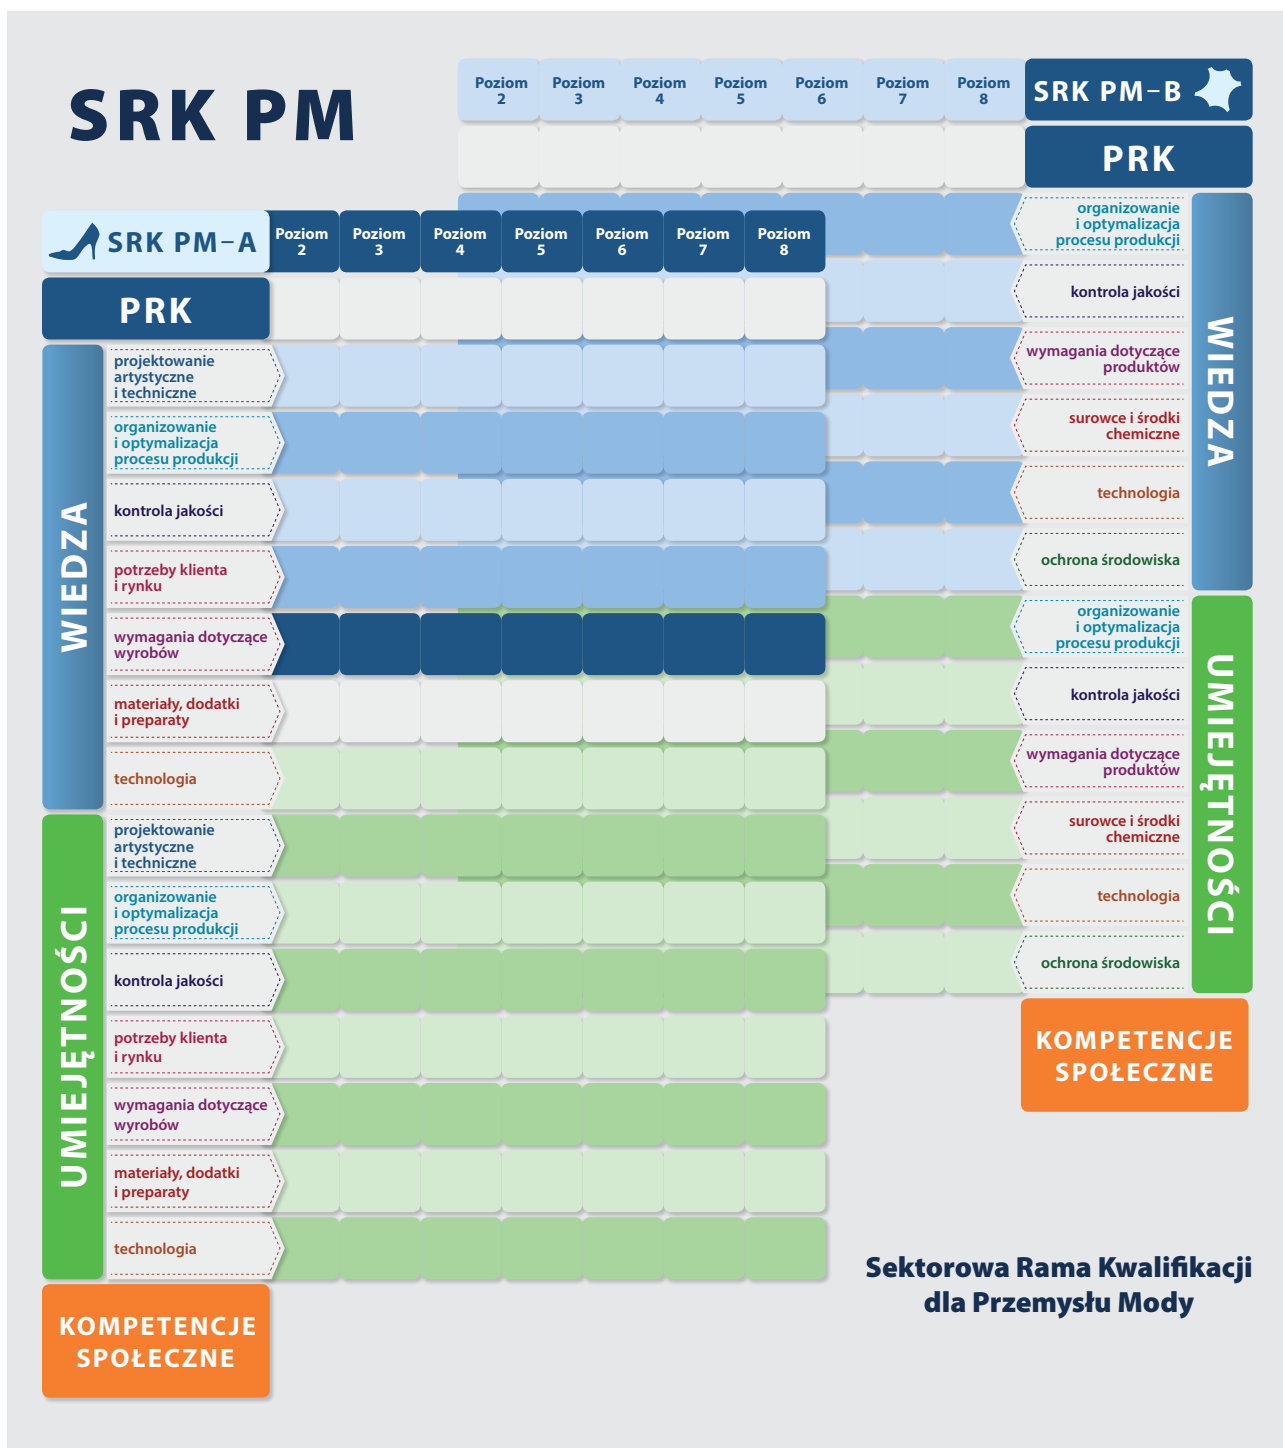 SRK PM
Poziom
2
Poziom
3
Poziom
4
Poziom
5
Poziom
6
Poziom
7
Poziom
8
SRK PM–B
PRK
organizowanie
i optymalizacja
procesu produkcji
kontrola jakości
wymagania dotyczące
produktów
surowce i środki
chemiczne
technologia
ochrona środowiska
WIEDZA
organizowanie
i optymalizacja
procesu produkcji
kontrola jakości
wymagania dotyczące
produktów
surowce i środki
chemiczne
technologia
ochrona środowiska
UMIEJĘTNOŚCI
KOMPETENCJE
SPOŁECZNE
SRK PM–A
Poziom
2
Poziom
3
Poziom
4
Poziom
5
Poziom
6
Poziom
7
Poziom
8
PRK
WIEDZA
projektowanie
artystyczne
i techniczne
organizowanie
i optymalizacja
procesu produkcji
kontrola jakości
potrzeby klienta
i rynku
wymagania dotyczące
wyrobów
materiały, dodatki
i preparaty
technologia
UMIEJĘTNOŚCI
projektowanie
artystyczne
i techniczne
organizowanie
i optymalizacja
procesu produkcji
kontrola jakości
potrzeby klienta
i rynku
wymagania dotyczące
wyrobów
materiały, dodatki
i preparaty
technologia
KOMPETENCJE
SPOŁECZNE
Sektorowa Rama Kwalifikacji
dla Przemysłu Mody